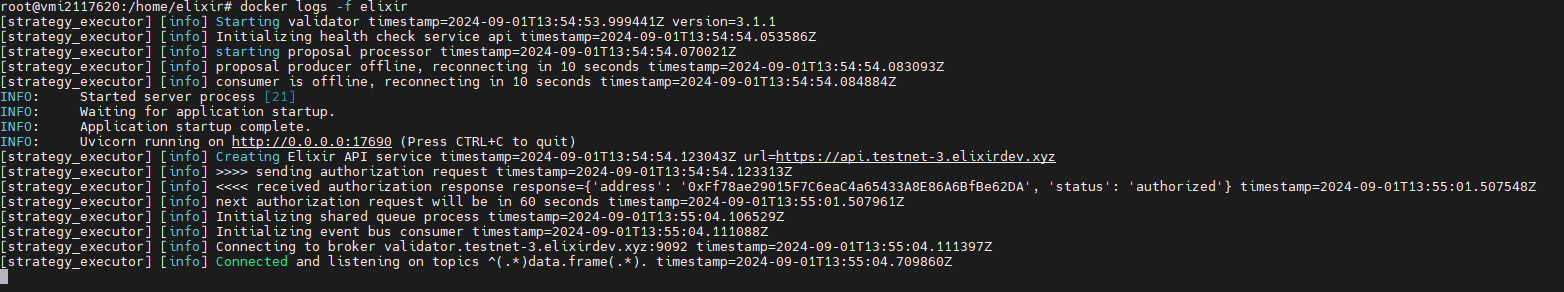 root@vmi2117620:/home/elixir# docker logs -f elixir
[strategy_executor] [info] Starting validator timestamp=2024-09-01T13:54:53.999441Z version=3.1.1
[strategy_executor] [info] Initializing health check service api timestamp=2024-09-01T13:54:54.053586Z
[strategy_executor] [info] starting proposal processor timestamp=2024-09-01T13:54:54.070021Z
[strategy_executor] [info] proposal producer offline, reconnecting in 10 seconds timestamp=2024-09-01T13:54:54.083093Z
[strategy_executor] [info] consumer is offline, reconnecting in 10 seconds timestamp=2024-09-01T13:54:54.084884Z
INFO:     Started server process [21]
INFO:     Waiting for application startup.
INFO:     Application startup complete.
INFO:     Uvicorn running on http://0.0.0.0:17690 (Press CTRL+C to quit)
[strategy_executor] [info] Creating Elixir API service timestamp=2024-09-01T13:54:54.123043Z url=https://api.testnet-3.elixirdev.xyz
[strategy_executor] [info] >>>> sending authorization request timestamp=2024-09-01T13:54:54.123313Z
[strategy_executor] [info] <<<< received authorization response response={'address': '0xFf78ae29015F7C6eaC4a65433A8E86A6BfBe62DA', 'status': 'authorized'} timestamp=2024-09-01T13:55:01.507548Z
[strategy_executor] [info] next authorization request will be in 60 seconds timestamp=2024-09-01T13:55:01.507961Z
[strategy_executor] [info] Initializing shared queue process timestamp=2024-09-01T13:55:04.106529Z
[strategy_executor] [info] Initializing event bus consumer timestamp=2024-09-01T13:55:04.111088Z
[strategy_executor] [info] Connecting to broker validator.testnet-3.elixirdev.xyz:9092 timestamp=2024-09-01T13:55:04.111397Z
[strategy_executor] [info] Connected and listening on topics ^(.*)data.frame(.*). timestamp=2024-09-01T13:55:04.709860Z